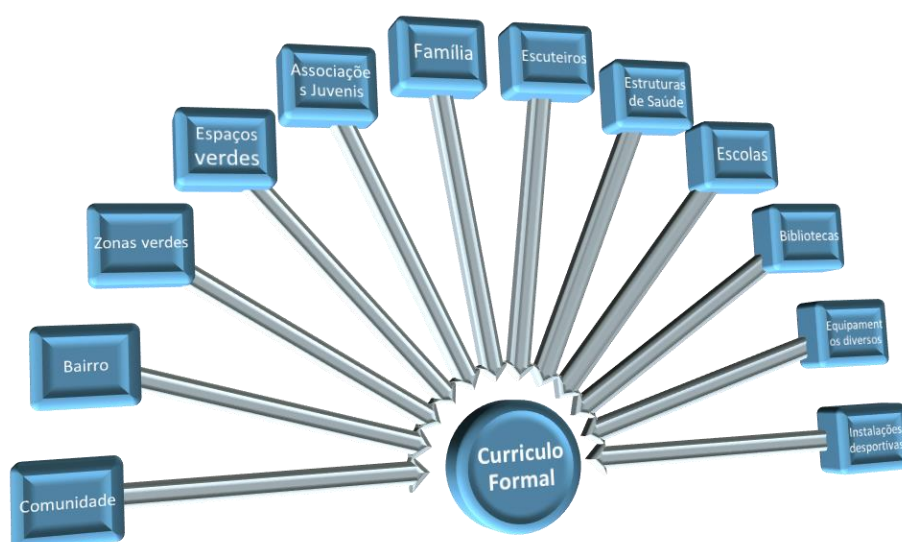 Comunidade
Bairro
Zonas verdes
Espaços
verdes
Associaçõe
s Juvenis
Família
Escuteiros
Estruturas
de Saúde
Escolas
Bibliotecas
Equipament
os diversos
Instalações
desportivas
Curriculo
Formal